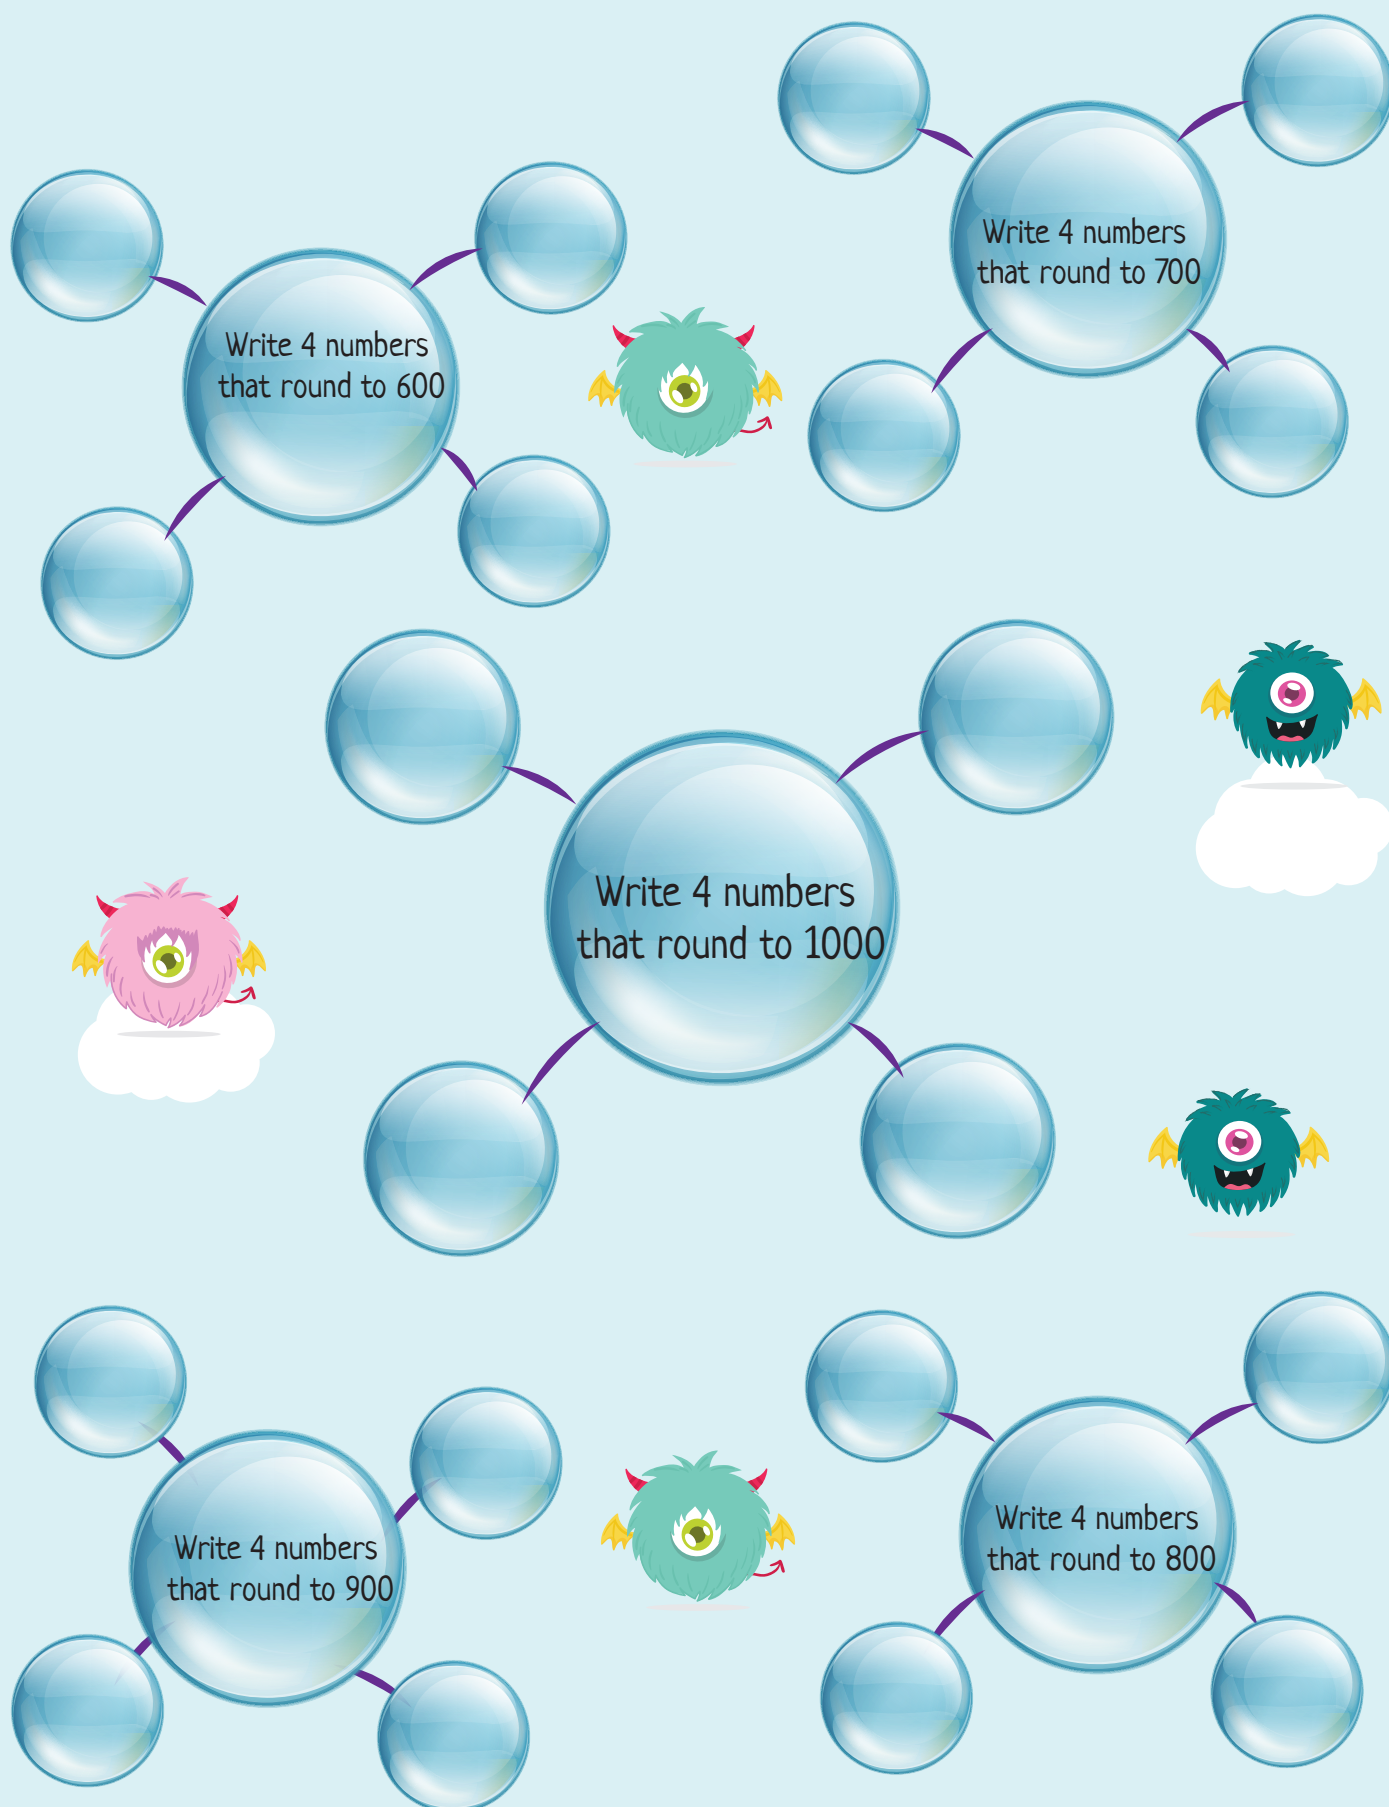 Write 4 numbers
that round to 700
Write 4 numbers
that round to 600
Write 4 numbers
that round to 1000
Write 4 numbers
that round to 900
Write 4 numbers
that round to 800